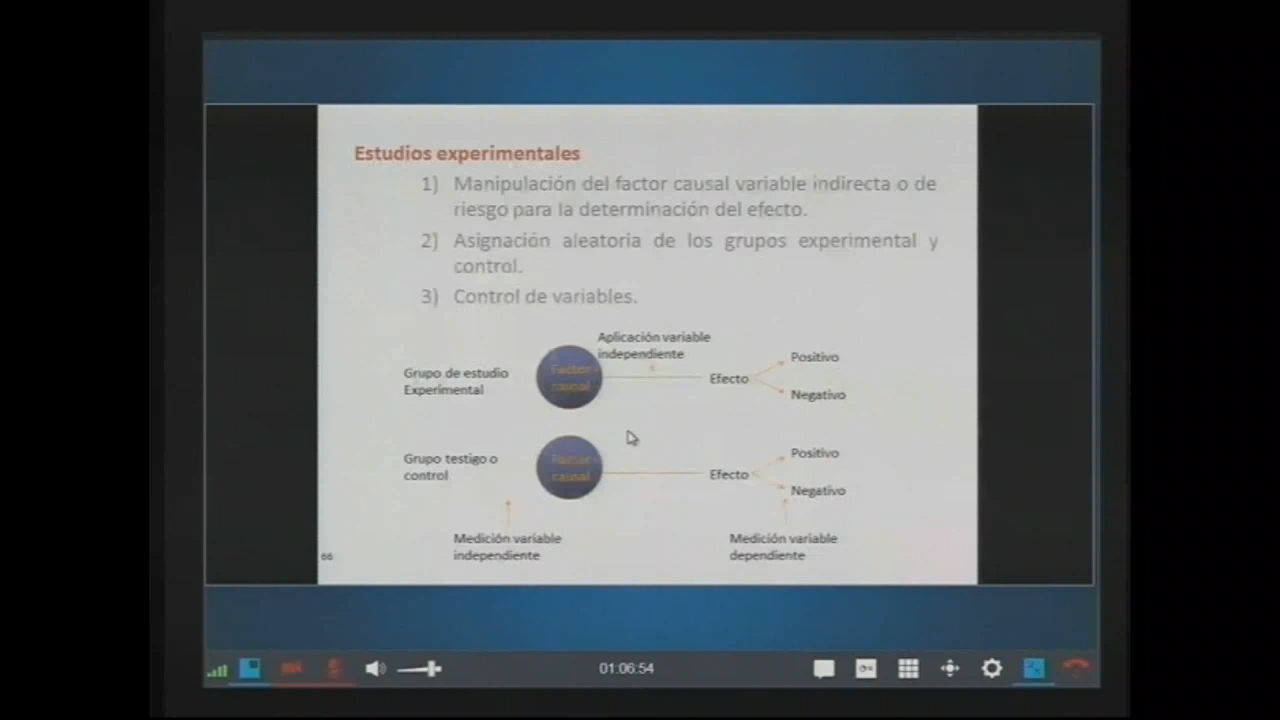 Estudios experimentales
1) Manipulación del factor causal variable indirecta o de
riesgo para la determinación del efecto.
2) Asignación aleatoria de los grupos experimental y
control.
3) Control de variables.
Aplicación variable
independiente
Grupo de estudio
Experimental
Factor
causal
Efecto
Positivo
Negativo
Grupo testigo o
control
Factor
causal
Efecto
Positivo
Negativo
Medición variable
independiente
Medición variable
dependiente
66
01:06:54